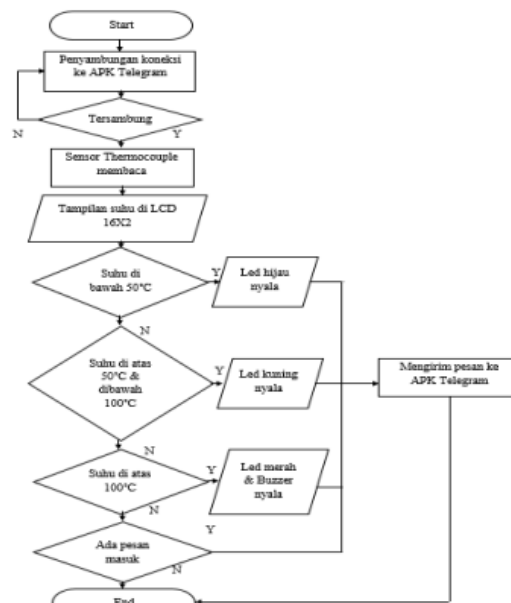 Start
Penyambungan koneksi
ke APK Telegram
Tersambung
N
Y
Sensor Thermocouple
membaca
Tampilan suhu di LCD
16X2
Suhu di
bawah 50°C
Y
Led hijau
nyala
N
Suhu di atas
50°C &
dibawah
100°C
Y
Led kuning
nyala
Mengirim pesan ke
APK Telegram
N
Suhu di atas
100°C
Y
Led merah
& Buzzer
nyala
N
Y
Ada pesan
masuk
N
End